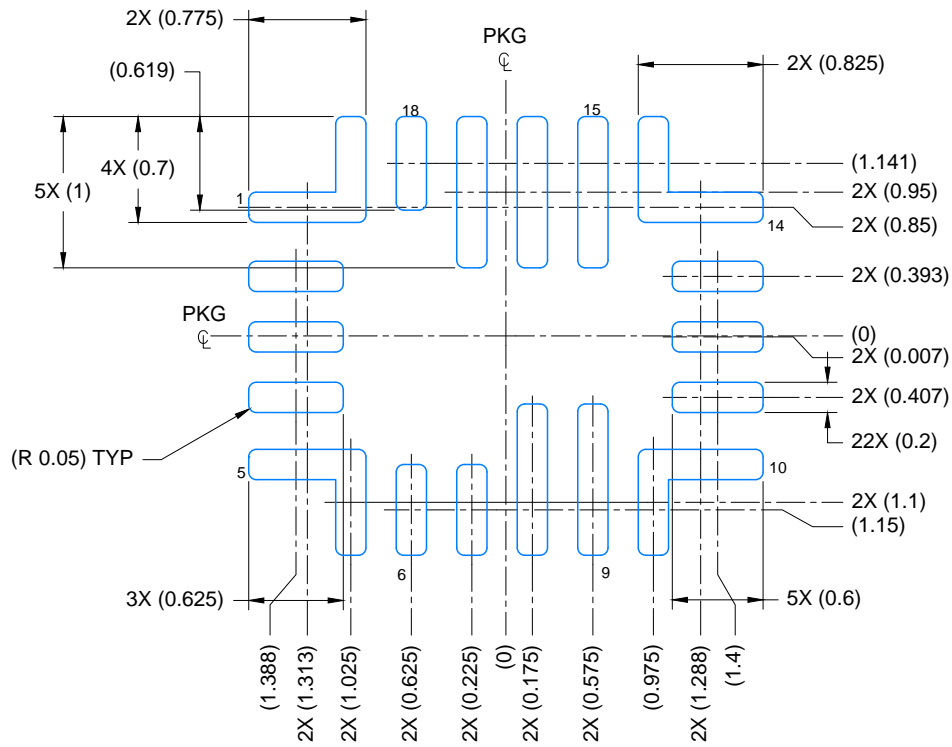 2X (0.775)
PKG
℄
(0.619)
2X (0.825)
18
15
4X (0.7)
5X (1)
(1.141)
2X (0.95)
2X (0.85)
1
14
2X (0.393)
PKG
℄
(0)
2X (0.007)
2X (0.407)
22X (0.2)
(R 0.05) TYP
5
10
2X (1.1)
(1.15)
6
9
3X (0.625)
5X (0.6)
(1.388)
2X (1.313)
2X (1.025)
2X (0.625)
2X (0.225)
(0)
2X (0.175)
2X (0.575)
(0.975)
2X (1.288)
(1.4)